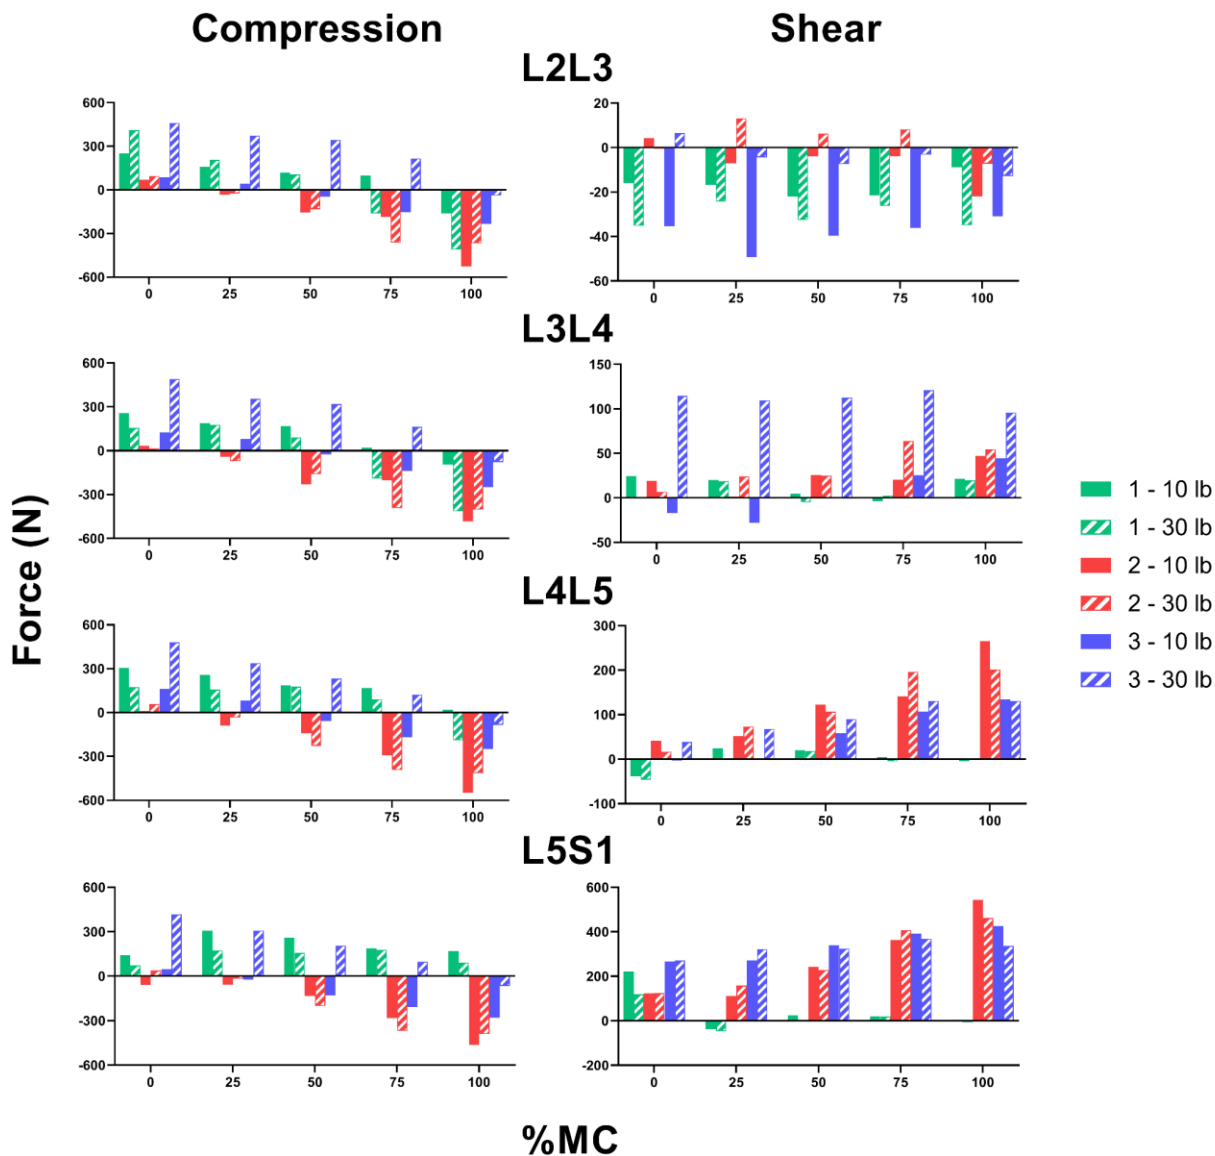 Compression Shear
L2L3
600
300
0
-300
-600
0 25 50 75 100
20
0
-20
-40
-60
0 25 50 75 100
L3L4
600
300
0
-300
-600
0 25 50 75 100
150
100
50
0
-50
0 25 50 75 100
L4L5
600
300
0
-300
-600
0 25 50 75 100
300
200
100
0
-100
0 25 50 75 100
L5S1
600
300
0
-300
-600
0 25 50 75 100
600
400
200
0
-200
0 25 50 75 100
Force (N)
%MC
1 - 10 lb
1 - 30 lb
2 - 10 lb
2 - 30 lb
3 - 10 lb
3 - 30 lb